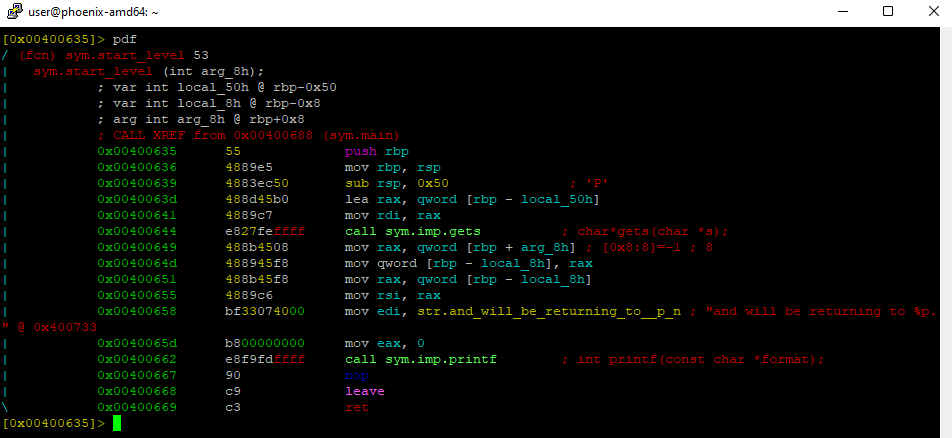 user@phoenix-amd64: ~
[0x00400635]> pdf
/ (fcn) sym.start_level 53
|   sym.start_level (int arg_8h);
|           ; var int local_50h @ rbp-0x50
|           ; var int local_8h @ rbp-0x8
|           ; arg int arg_8h @ rbp+0x8
|           ; CALL XREF from 0x00400688 (sym.main)
|           0x00400635      55             push rbp
|           0x00400636      4889e5         mov rbp, rsp
|           0x00400639      4883ec50       sub rsp, 0x50               ; 'P'
|           0x0040063d      488d45b0       lea rax, qword [rbp - local_50h]
|           0x00400641      4889c7         mov rdi, rax
|           0x00400644      e827feffff     call sym.imp.gets          ; char*gets(char *s);
|           0x00400649      488b4508       mov rax, qword [rbp + arg_8h] ; [0x8:8]=-1 ; 8
|           0x0040064d      488945f8       mov qword [rbp - local_8h], rax
|           0x00400651      488b45f8       mov rax, qword [rbp - local_8h]
|           0x00400655      4889c6         mov rsi, rax
|           0x00400658      bf33074000     mov edi, str.and_will_be_returning_to__p_n ; "and will be returning to %p.
" @ 0x400733
|           0x0040065d      b800000000     mov eax, 0
|           0x00400662      e8f9fdffff     call sym.imp.printf        ; int printf(const char *format);
|           0x00400667      90             nop
|           0x00400668      c9             leave
\           0x00400669      c3             ret
[0x00400635]>